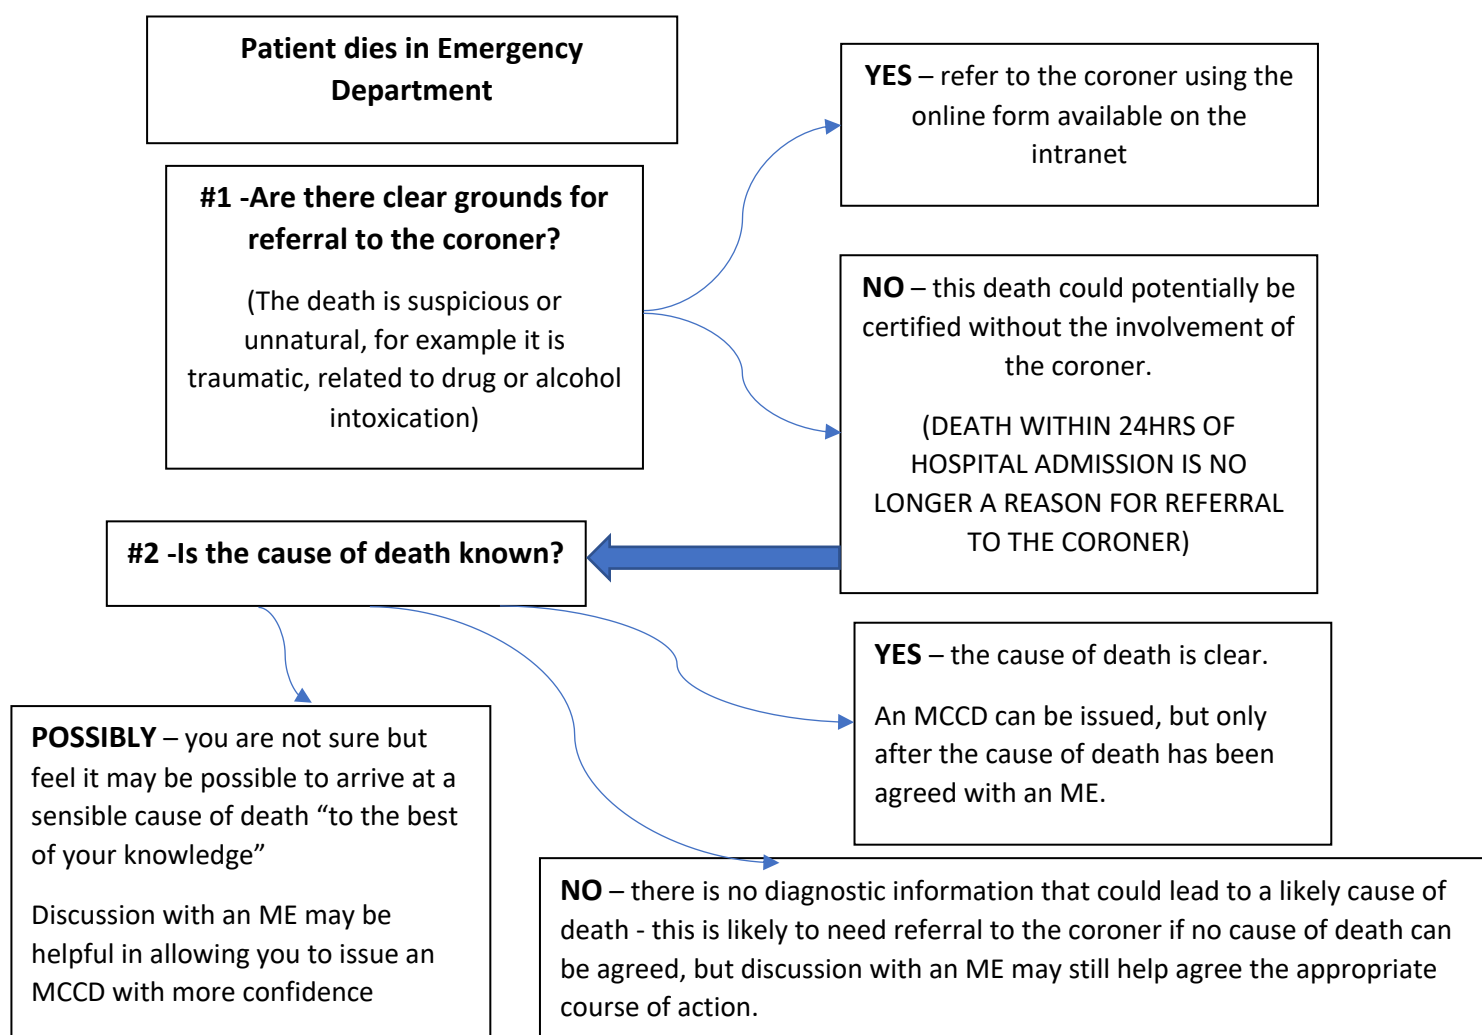 Patient dies in Emergency
Department
YES – refer to the coroner using the
online form available on the
intranet
#1 -Are there clear grounds for
referral to the coroner?
(The death is suspicious or
unnatural, for example it is
traumatic, related to drug or alcohol
intoxication)
NO – this death could potentially be
certified without the involvement of
the coroner.
(DEATH WITHIN 24HRS OF
HOSPITAL ADMISSION IS NO
LONGER A REASON FOR REFERRAL
TO THE CORONER)
#2 -Is the cause of death known?
YES – the cause of death is clear.
An MCCD can be issued, but only
after the cause of death has been
agreed with an ME.
POSSIBLY – you are not sure but
feel it may be possible to arrive at a
sensible cause of death “to the best
of your knowledge”
Discussion with an ME may be
helpful in allowing you to issue an
MCCD with more confidence
NO – there is no diagnostic information that could lead to a likely cause of
death - this is likely to need referral to the coroner if no cause of death can
be agreed, but discussion with an ME may still help agree the appropriate
course of action.